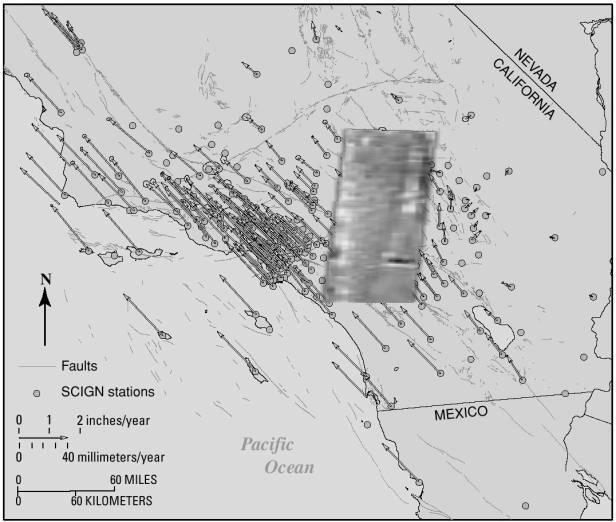 NEVADA
CALIFORNIA
N
Faults
SCIGN stations
0 1 2 inches/year
0 40 millimeters/year
0 60 MILES
0 60 KILOMETERS
MEXICO
Pacific
Ocean